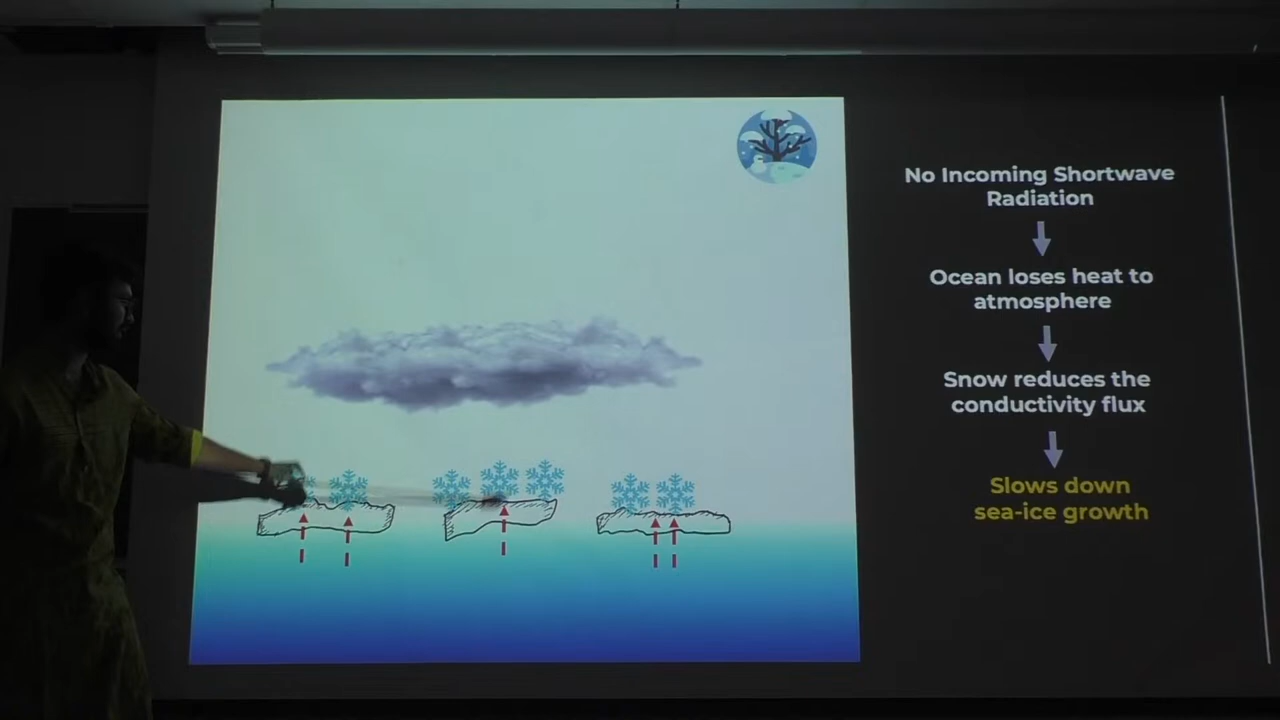 No Incoming Shortwave
Radiation
Ocean loses heat to
atmosphere
Snow reduces the
conductivity flux
Slows down
sea-ice growth